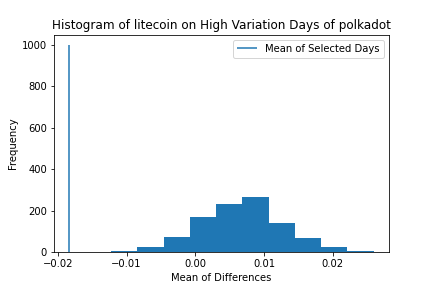 Histogram of litecoin on High Variation Days of polkadot
Mean of Selected Days
1000
800
600
400
200
0
Frequency
−0.02 −0.01 0.00 0.01 0.02
Mean of Differences